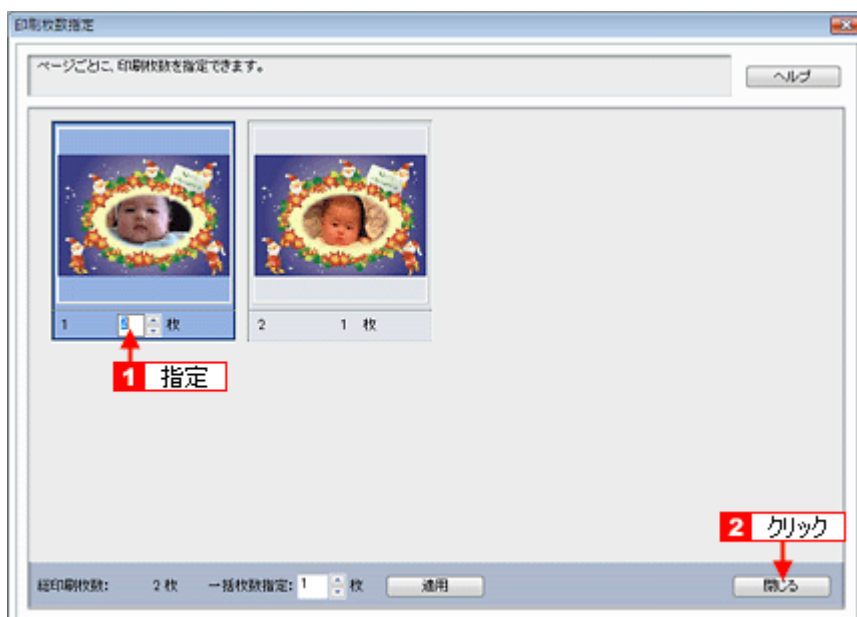 印刷枚数指定
ページごとに、印刷枚数を指定できます。
ヘルプ
1 枚
2 1 枚
1 指定
2 クリック
総印刷枚数: 2 枚 一括枚数指定: 1 枚 適用 閉じる